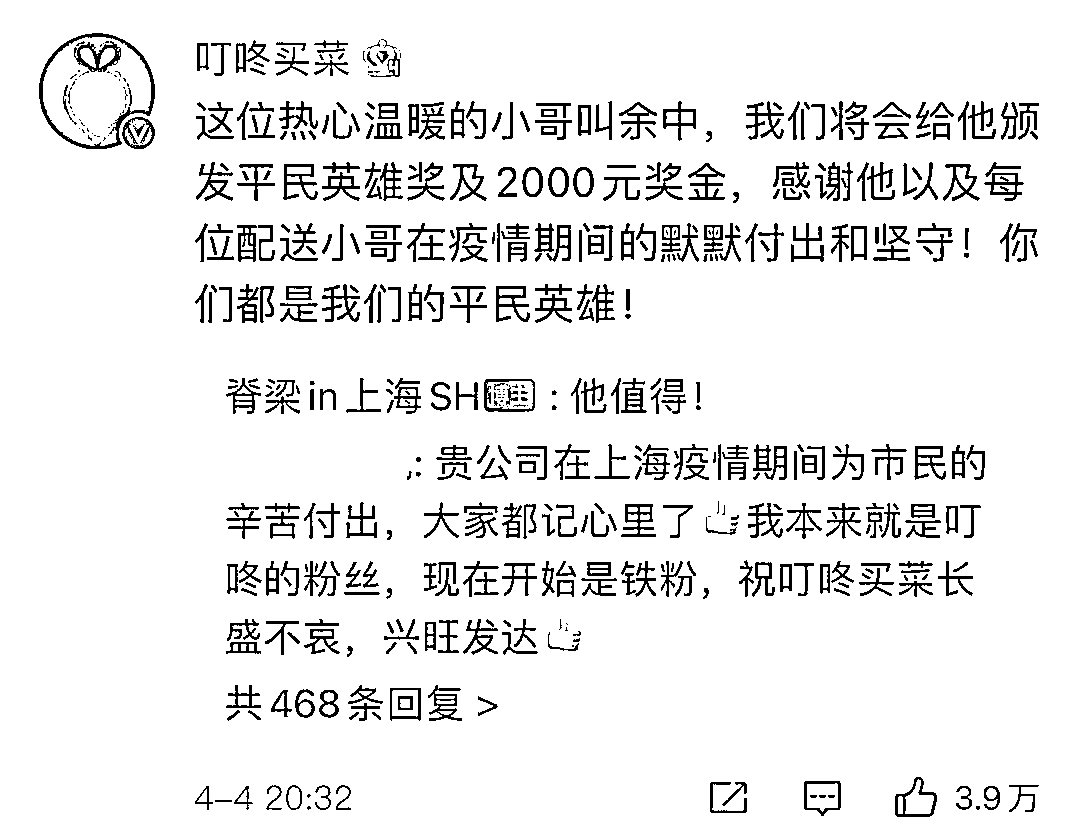 叮咚买菜
这位热心温暖的小哥叫余中，我们将会给他颁
发平民英雄奖及2000元奖金，感谢他以及每
位配送小哥在疫情期间的默默付出和坚守！你
们都是我们的平民英雄！
脊梁in上海SH博主：他值得！
：贵公司在上海疫情期间为市民的
辛苦付出，大家都记心里了👍我本来就是叮
咚的粉丝，现在开始是铁粉，祝叮咚买菜长
盛不哀，兴旺发达👍
共468条回复 >
4-4 20:32 3.9万